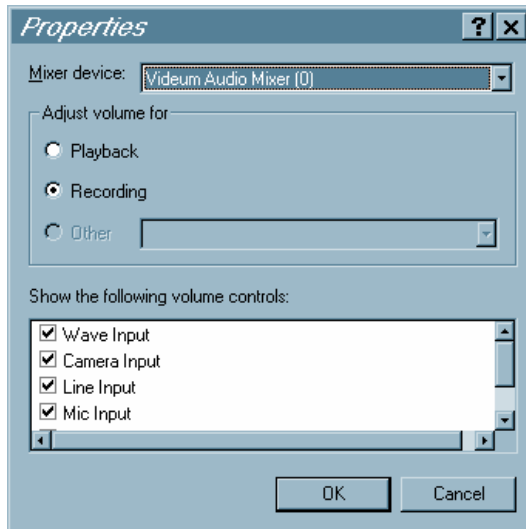 Properties
Mixer device: Videum Audio Mixer (0)
Adjust volume for
Playback
Recording
Other
Show the following volume controls:
Wave Input
Camera Input
Line Input
Mic Input
OK Cancel